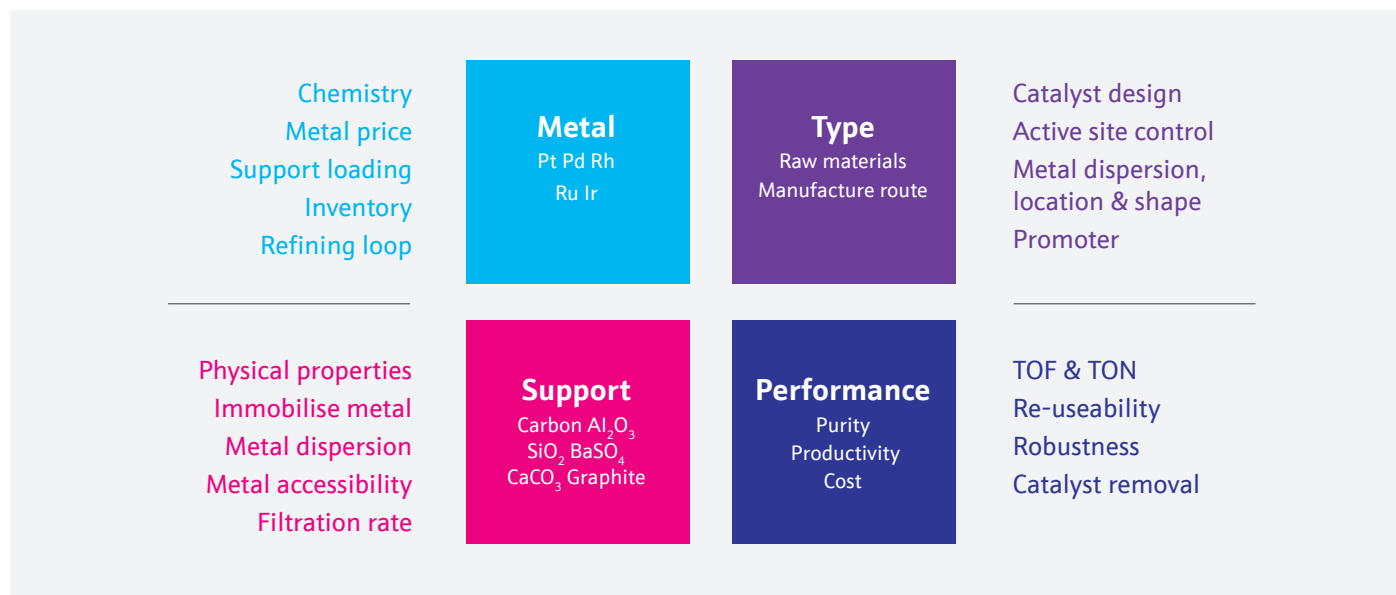 Chemistry
Metal price
Support loading
Inventory
Refining loop
Metal
Pt Pd Rh
Ru Ir
Type
Raw materials
Manufacture route
Catalyst design
Active site control
Metal dispersion,
location & shape
Promoter
Physical properties
Immobilise metal
Metal dispersion
Metal accessibility
Filtration rate
Support
Carbon Al₂O₃
SiO₂ BaSO₄
CaCO₃ Graphite
Performance
Purity
Productivity
Cost
TOF & TON
Re-useability
Robustness
Catalyst removal